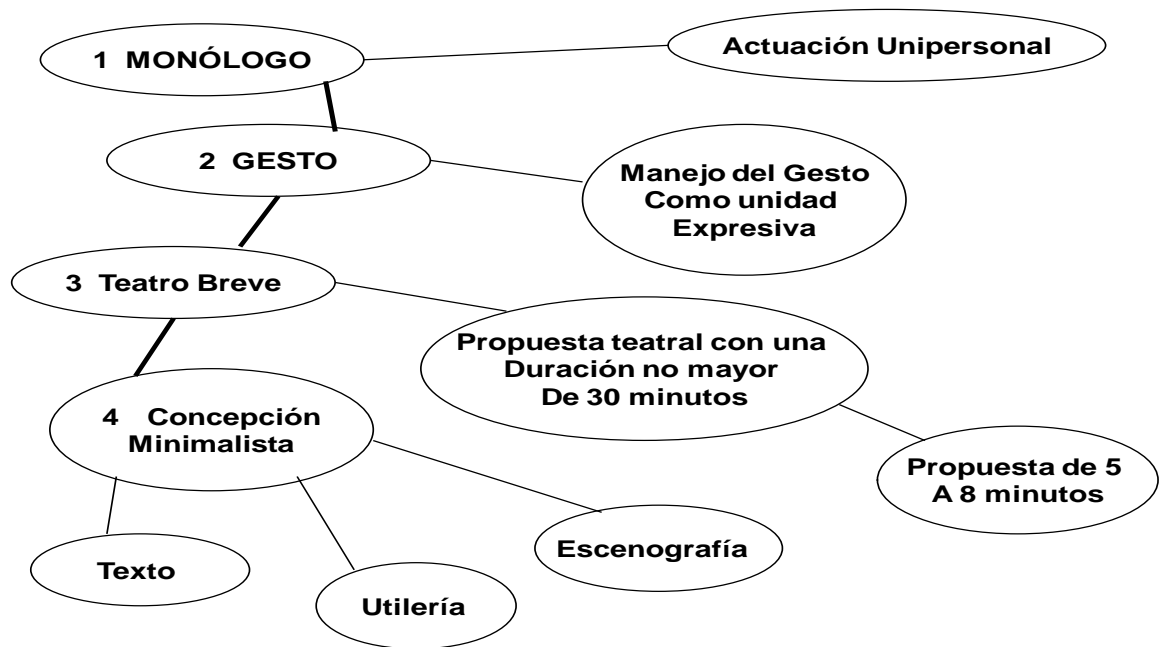 1 MONÓLOGO
Actuación Unipersonal
2 GESTO
Manejo del Gesto
Como unidad
Expresiva
3 Teatro Breve
Propuesta teatral con una
Duración no mayor
De 30 minutos
4 Concepción
Minimalista
Propuesta de 5
A 8 minutos
Texto
Utilería
Escenografía